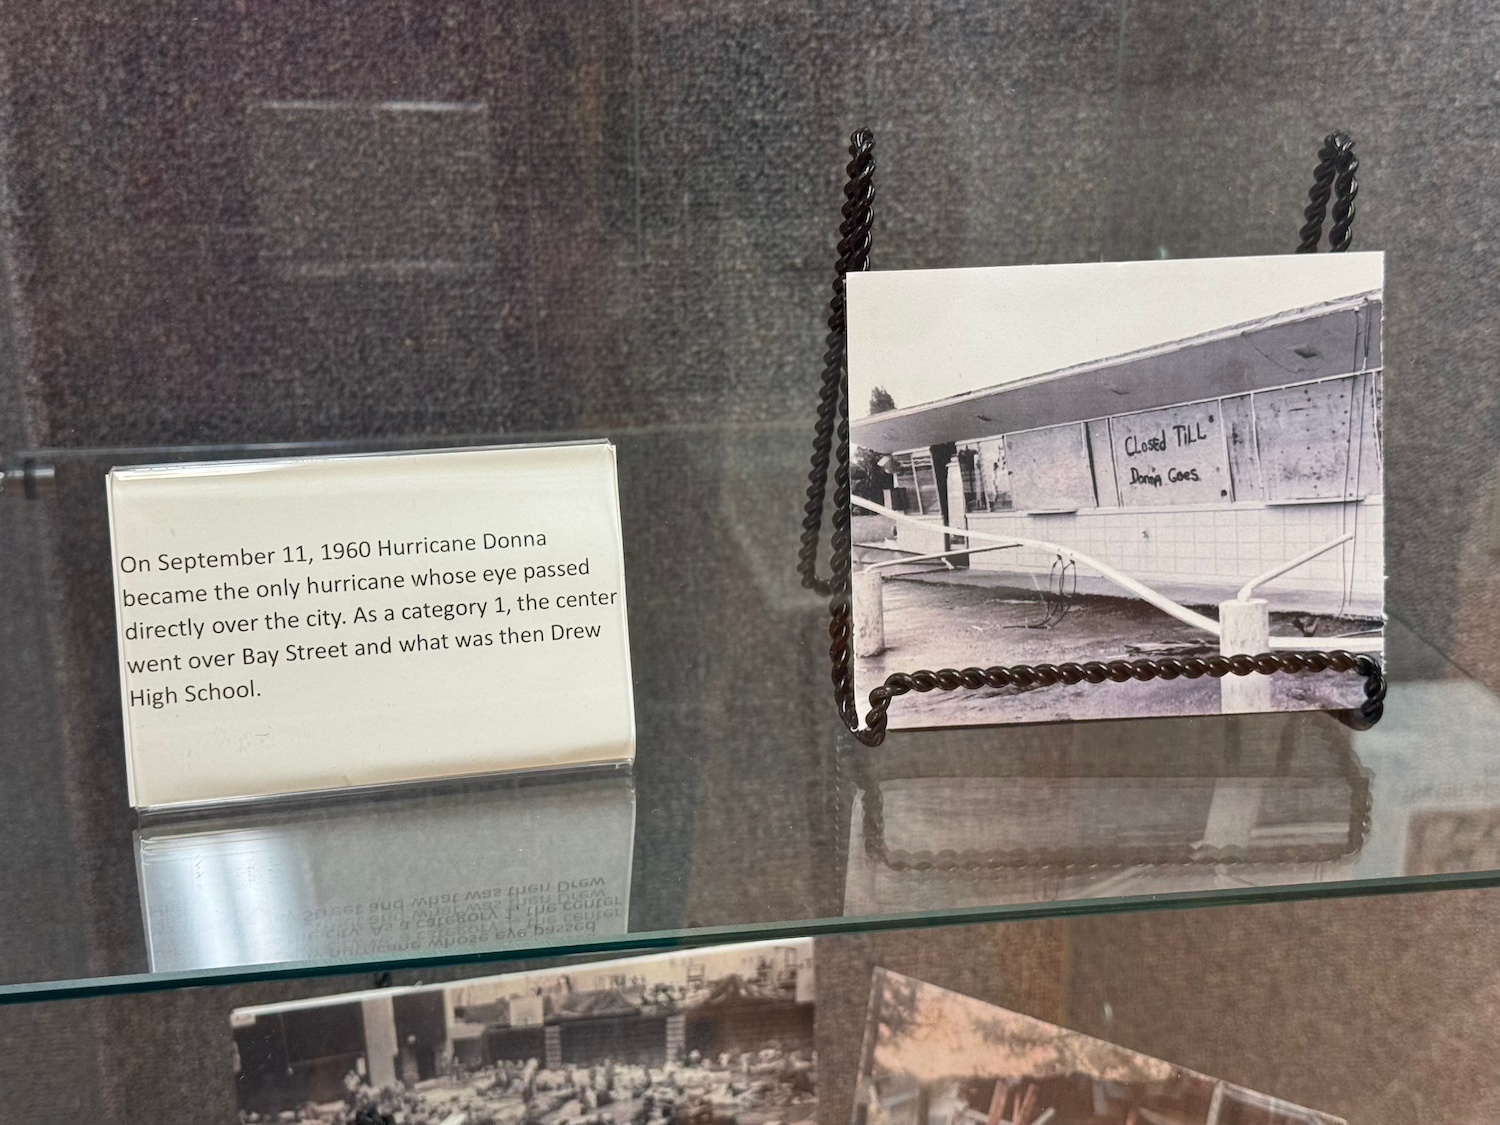 On September 11, 1960 Hurricane Donna
became the only hurricane whose eye passed
directly over the city. As a category 1, the center
went over Bay Street and what was then Drew
High School.
CLOSED TILL
DONNA GOES